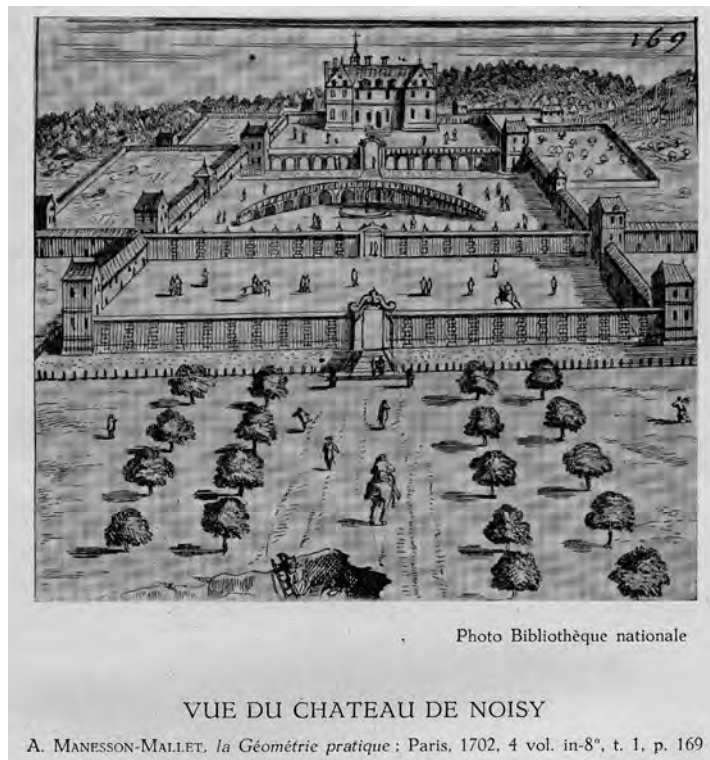 169
Photo Bibliothèque nationale
VUE DU CHATEAU DE NOISY
A. MANESSON-MALLET, la Géométrie pratique : Paris, 1702, 4 vol. in-8°, t. 1, p. 169